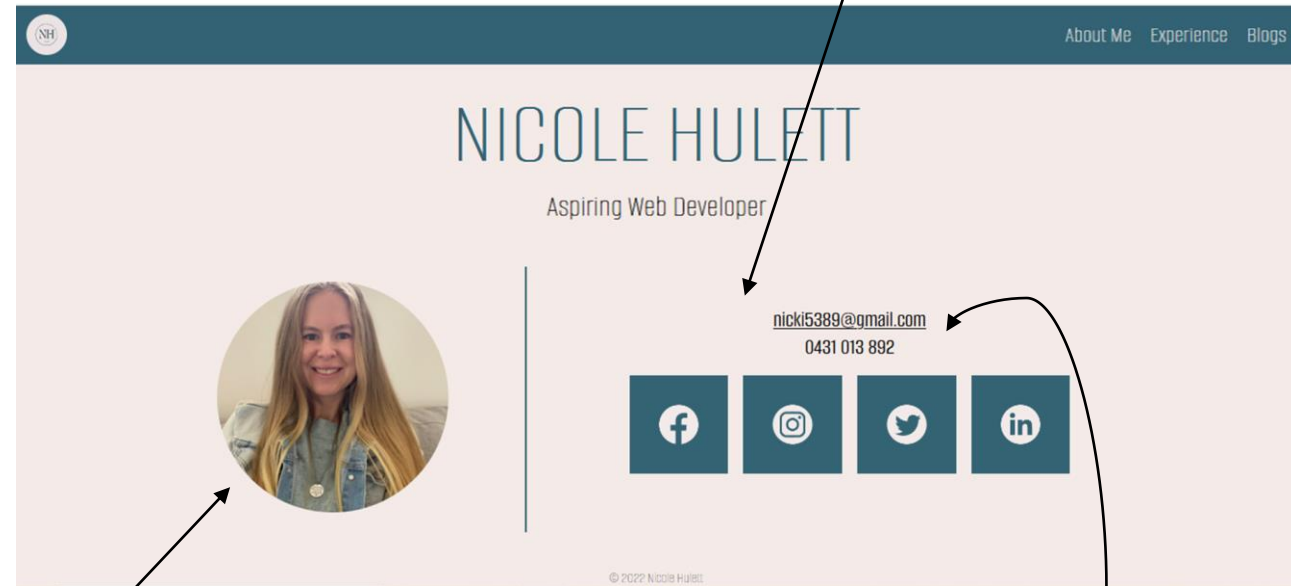 NH
About Me Experience Blogs
NICOLE HULETT
Aspiring Web Developer
nicki5389@gmail.com
0431 013 892
© 2022 Nicole Hulett